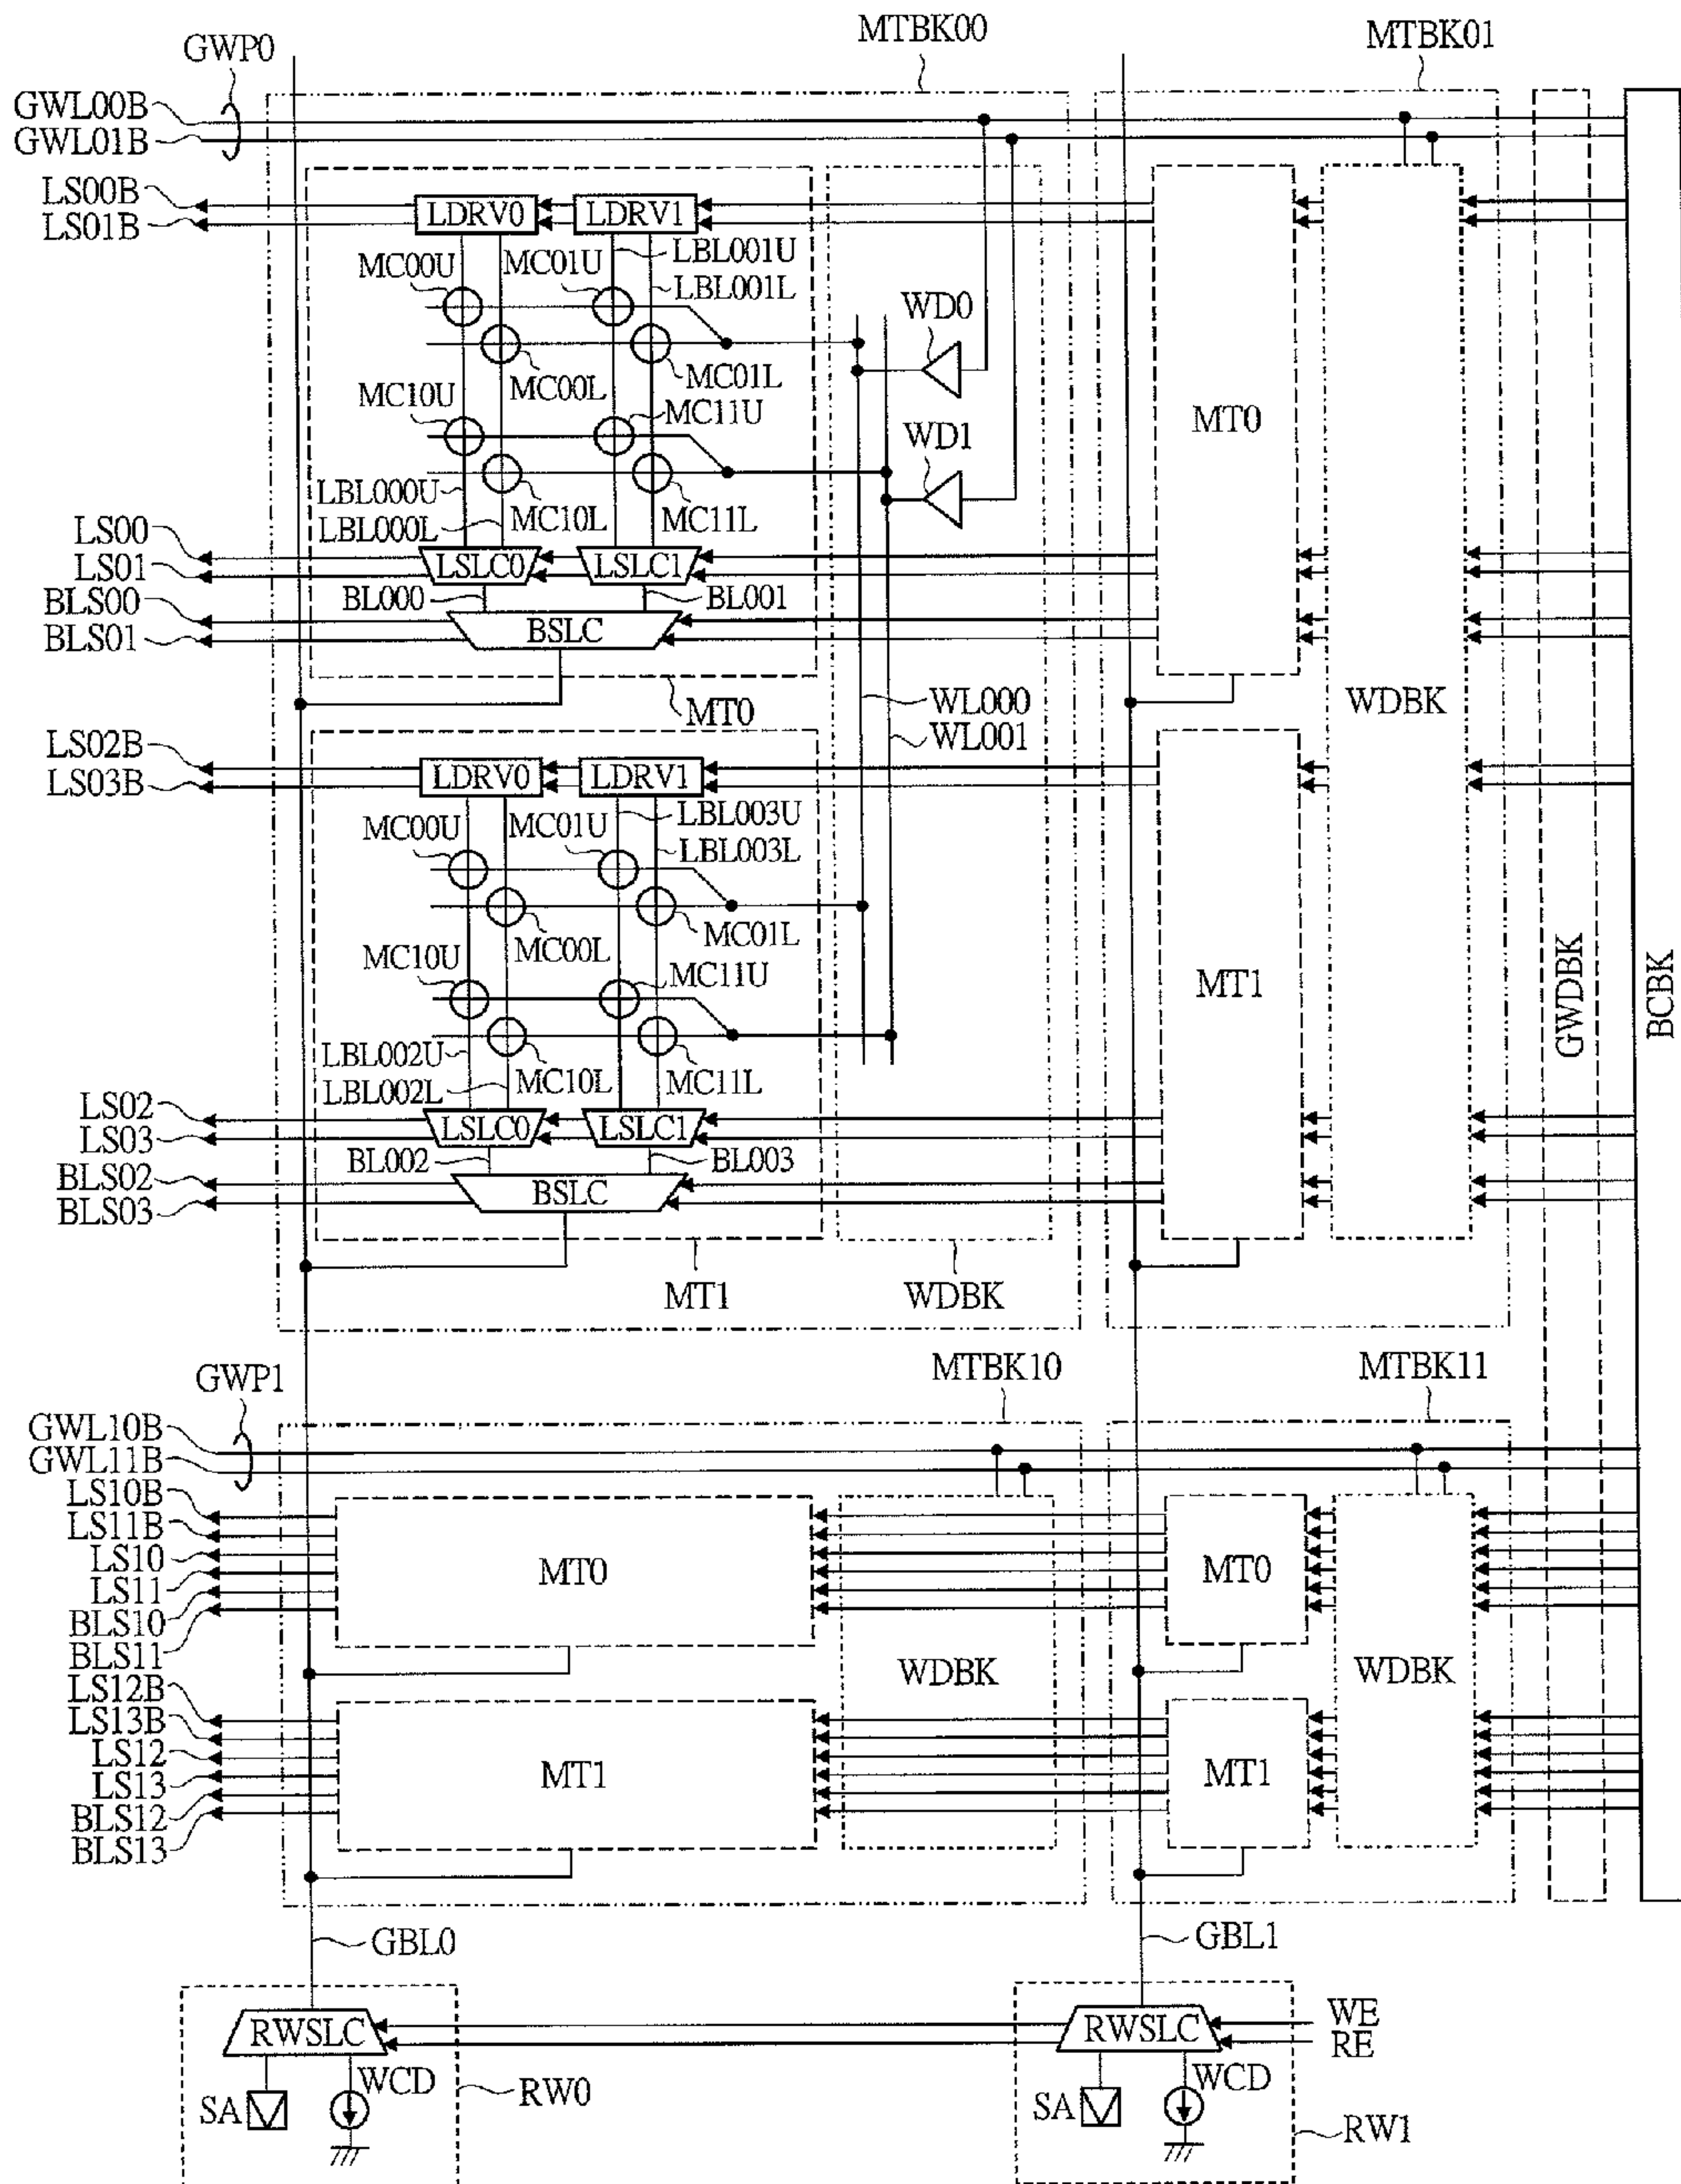 MTBK00
MTBK01
GWP0
GWL00B
GWL01B
LS00B
LS01B
LDRV0
LDRV1
LBL001U
LBL001L
MC00U
MC01U
WD0
MC00L
MC01L
MC10U
MC11U
MT0
WD1
LBL000U
LBL000L
MC10L
MC11L
LS00
LS01
LSLC0
LSLC1
BL000
BL001
BLS00
BLS01
BSLC
MT0
WL000
WL001
WDBK
LS02B
LS03B
LDRV0
LDRV1
LBL003U
LBL003L
MC00U
MC01U
MC00L
MC01L
MC10U
MC11U
MT1
GWDBK
BCBK
LBL002U
LBL002L
MC10L
MC11L
LS02
LS03
LSLC0
LSLC1
BL002
BL003
BLS02
BLS03
BSLC
MT1
WDBK
GWP1
MTBK10
MTBK11
GWL10B
GWL11B
LS10B
LS11B
LS10
LS11
BLS10
BLS11
MT0
MT0
WDBK
WDBK
LS12B
LS13B
LS12
LS13
BLS12
BLS13
MT1
MT1
GBL0
GBL1
RWSLC
RWSLC
WE
RE
SA
WCD
RW0
SA
WCD
RW1